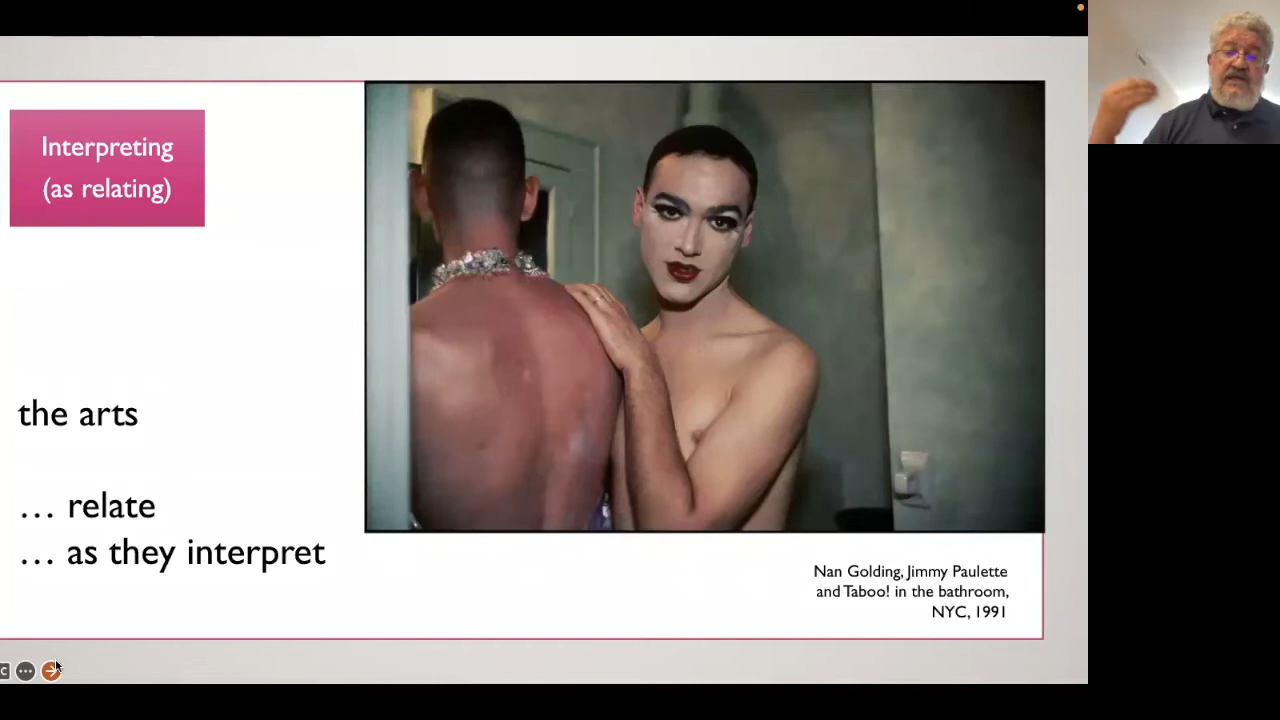 Interpreting
(as relating)
the arts
… relate
… as they interpret
Nan Golding, Jimmy Paulette
and Taboo! in the bathroom,
NYC, 1991